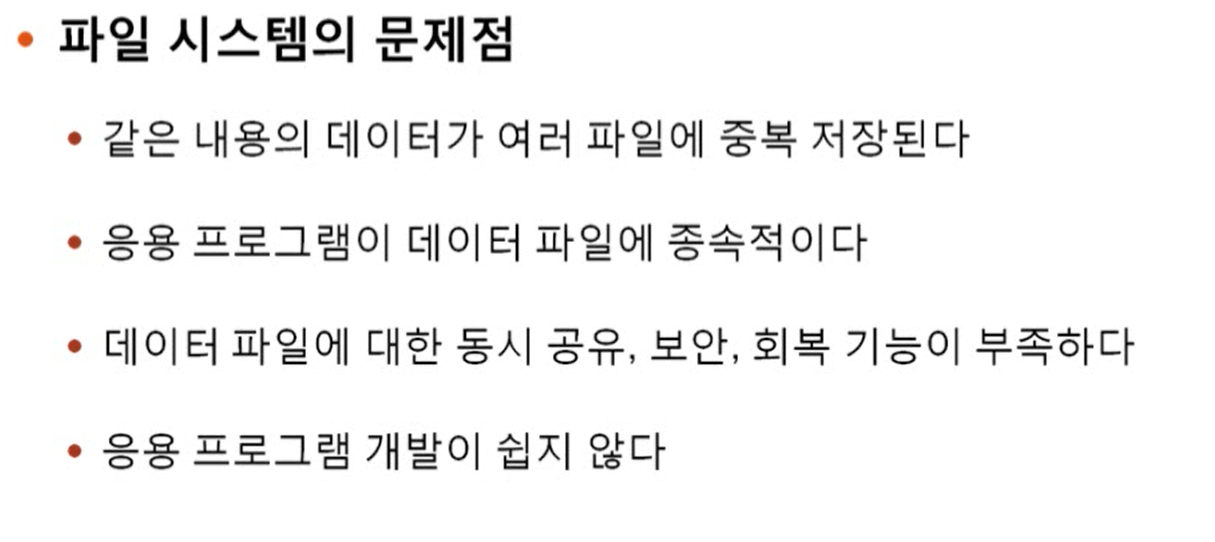 파일 시스템의 문제점
같은 내용의 데이터가 여러 파일에 중복 저장된다
응용 프로그램이 데이터 파일에 종속적이다
데이터 파일에 대한 동시 공유, 보안, 회복 기능이 부족하다
응용 프로그램 개발이 쉽지 않다